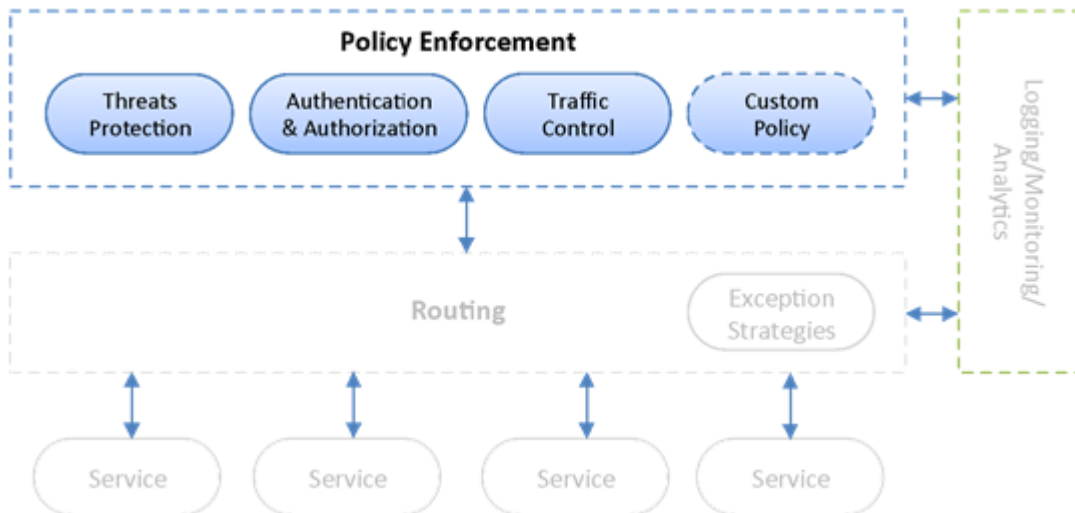 Policy Enforcement
Threats
Protection
Authentication
& Authorization
Traffic
Control
Custom
Policy
Logging/Monitoring/
Analytics
Routing
Exception
Strategies
Service
Service
Service
Service